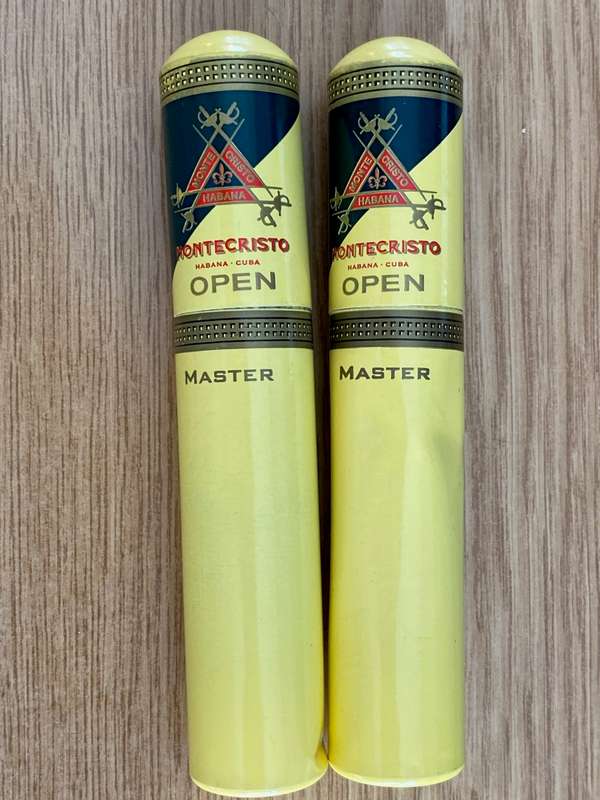 MONTE CRISTO
HABANA
MONTECRISTO
HABANA · CUBA
OPEN
MASTER
MONTE CRISTO
HABANA
MONTECRISTO
HABANA · CUBA
OPEN
MASTER